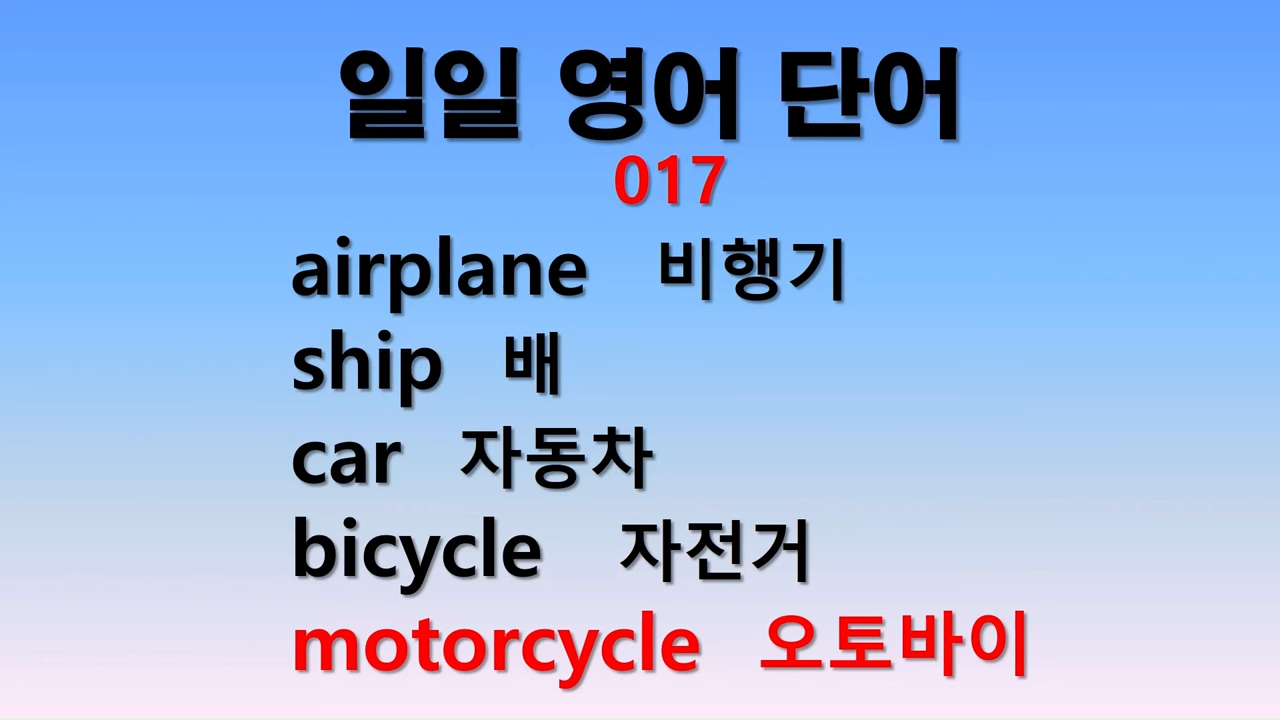 일일 영어 단어
017
airplane 비행기
ship 배
car 자동차
bicycle 자전거
motorcycle 오토바이